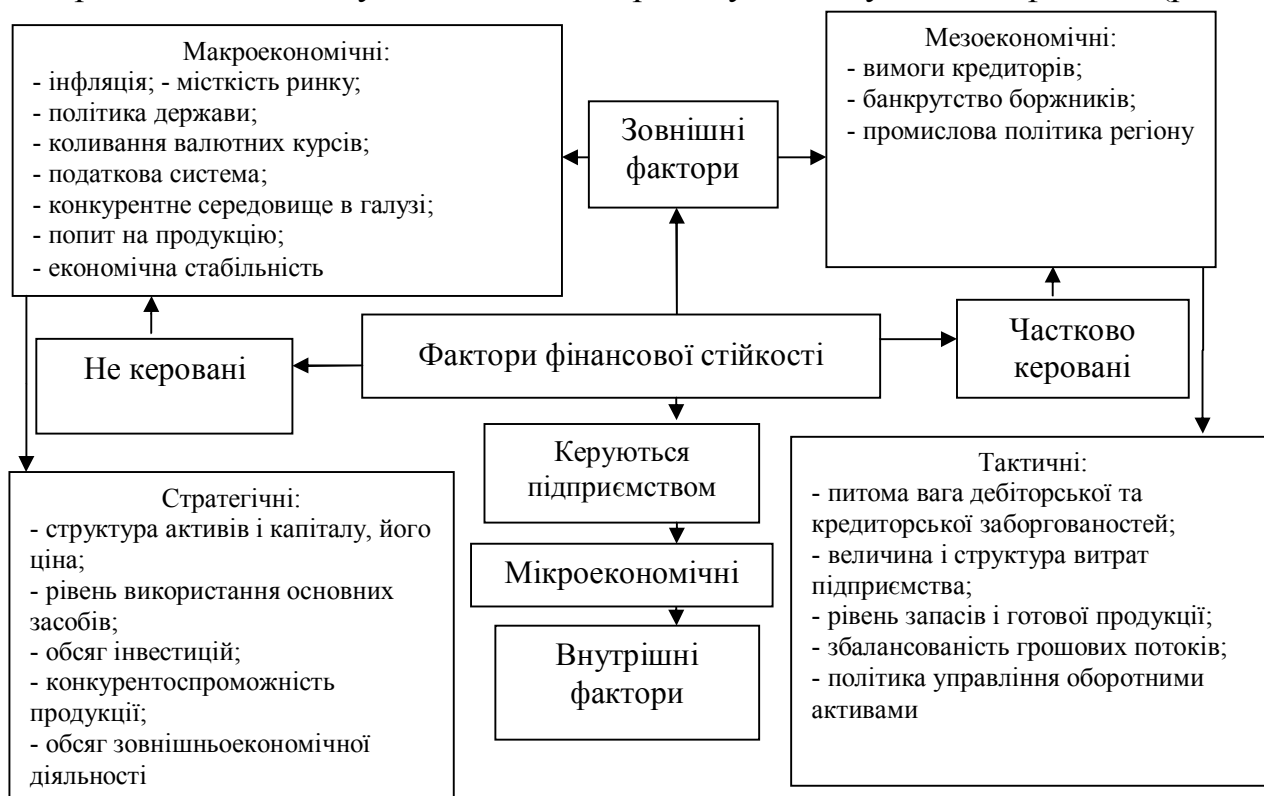 Макроекономічні:
- інфляція; - місткість ринку;
- політика держави;
- коливання валютних курсів;
- податкова система;
- конкурентне середовище в галузі;
- попит на продукцію;
- економічна стабільність
Зовнішні
фактори
Мезоекономічні:
- вимоги кредиторів;
- банкрутство боржників;
- промислова політика регіону
Не керовані
Фактори фінансової стійкості
Частково
керовані
Керуються
підприємством
Мікроекономічні
Внутрішні
фактори
Стратегічні:
- структура активів і капіталу, його
ціна;
- рівень використання основних
засобів;
- обсяг інвестицій;
- конкурентоспроможність
продукції;
- обсяг зовнішньоекономічної
діяльності
Тактичні:
- питома вага дебіторської та
кредиторської заборгованостей;
- величина і структура витрат
підприємства;
- рівень запасів і готової продукції;
- збалансованість грошових потоків;
- політика управління оборотними
активами